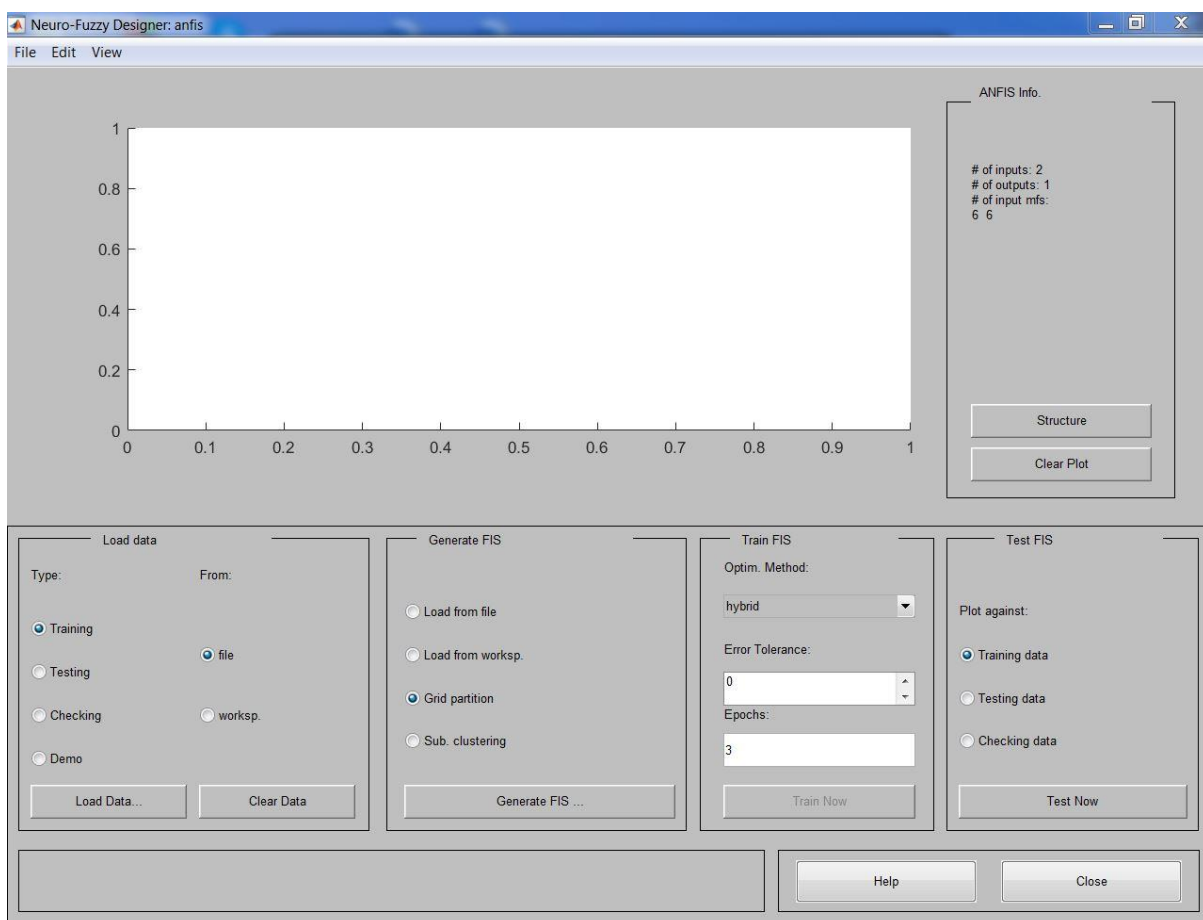 Neuro-Fuzzy Designer: anfis
File Edit View
1
0.8
0.6
0.4
0.2
0
0 0.1 0.2 0.3 0.4 0.5 0.6 0.7 0.8 0.9 1
ANFIS Info.
# of inputs: 2
# of outputs: 1
# of input mfs:
6 6
Structure
Clear Plot
Load data
Type:
From:
Training
Testing
Checking
Demo
file
worksp.
Load Data...
Clear Data
Generate FIS
Load from file
Load from worksp.
Grid partition
Sub. clustering
Generate FIS ...
Train FIS
Optim. Method:
hybrid
Error Tolerance:
0
Epochs:
3
Train Now
Test FIS
Plot against:
Training data
Testing data
Checking data
Test Now
Help
Close